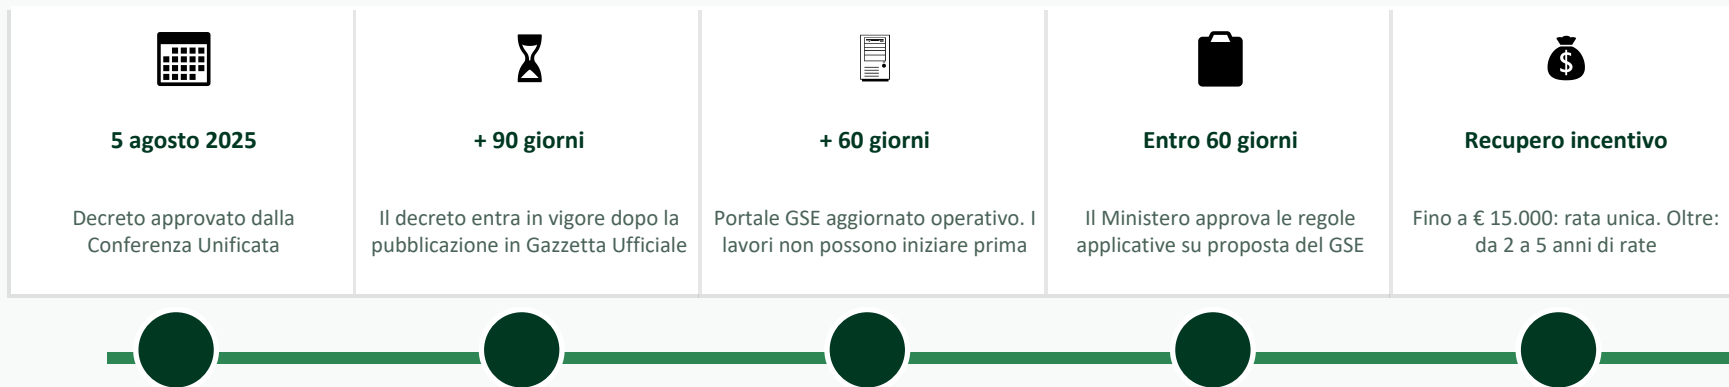 5 agosto 2025
Decreto approvato dalla
Conferenza Unificata
+ 90 giorni
Il decreto entra in vigore dopo la
pubblicazione in Gazzetta Ufficiale
+ 60 giorni
Portale GSE aggiornato operativo. I
lavori non possono iniziare prima
Entro 60 giorni
Il Ministero approva le regole
applicative su proposta del GSE
Recupero incentivo
Fino a € 15.000: rata unica. Oltre:
da 2 a 5 anni di rate